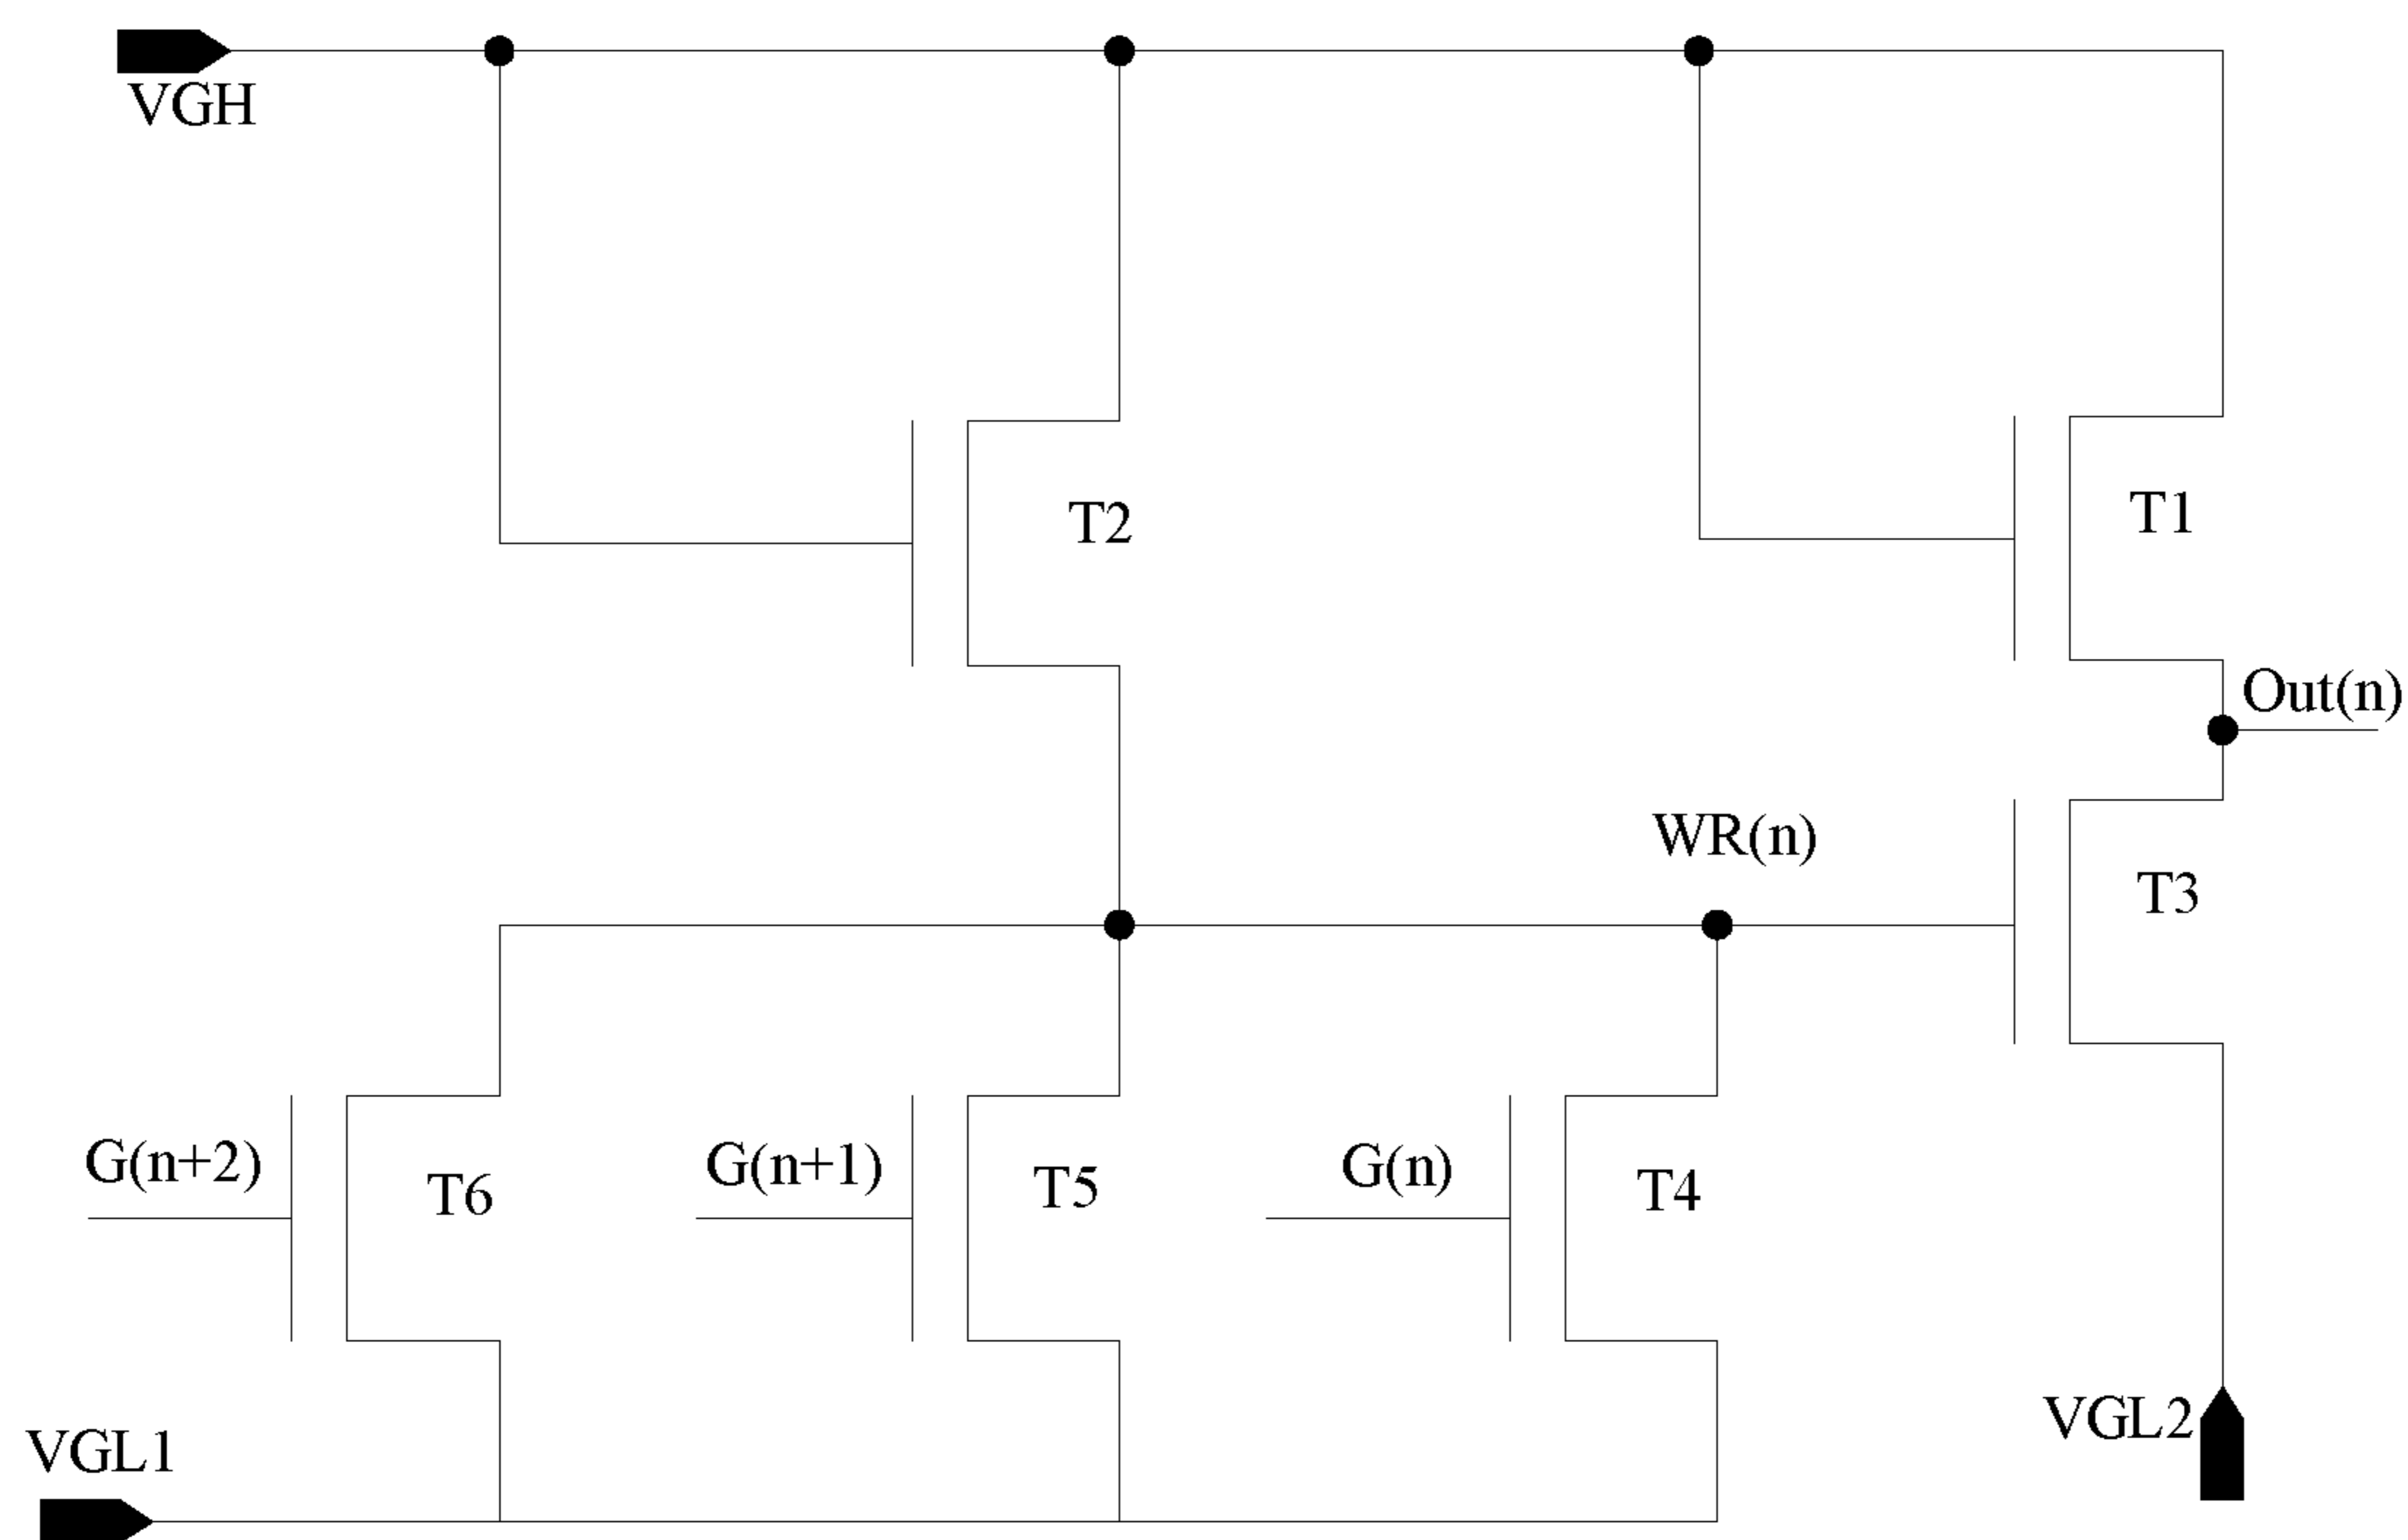 VGH
T2
T1
Out(n)
WR(n)
T3
G(n+2)
T6
G(n+1)
T5
G(n)
T4
VGL1
VGL2